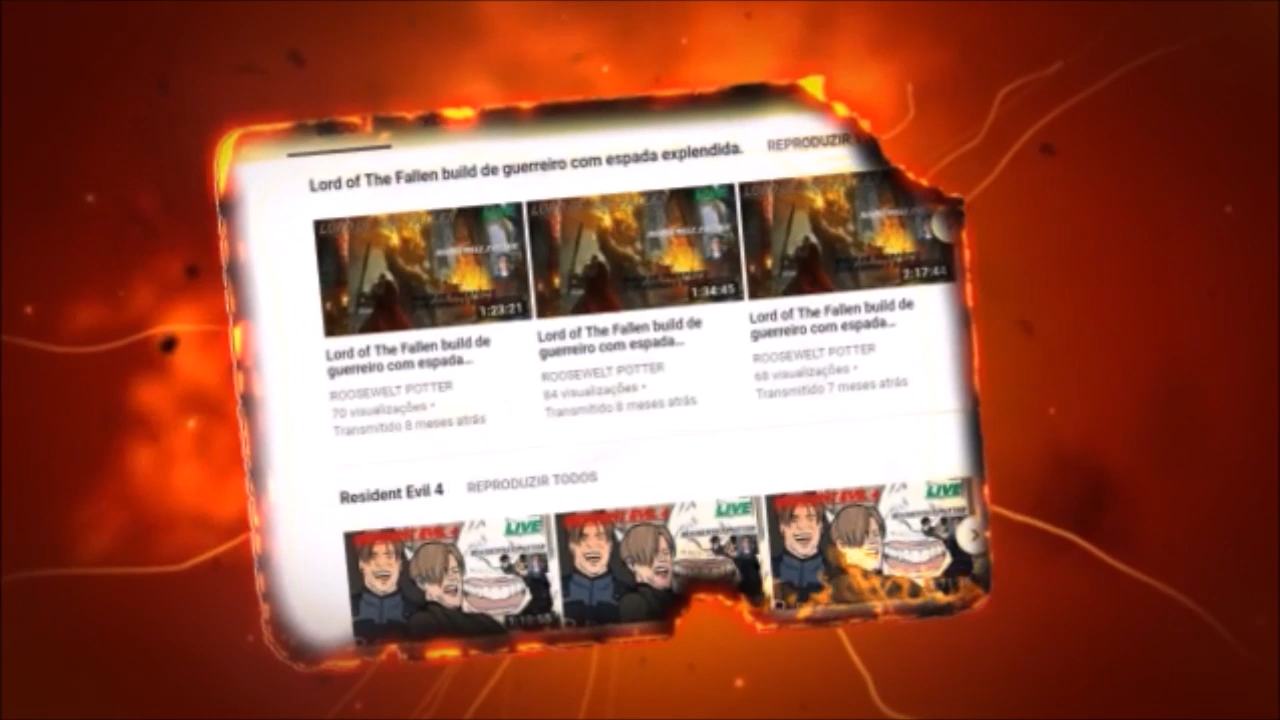 Lord of The Fallen build de guerreiro com espada explendida. REPRODUZIR
1:23:21
1:34:45
2:17:44
Lord of The Fallen build de
guerreiro com espada...
ROOSEWELT POTTER
70 visualizações •
Transmitido 8 meses atrás
Lord of The Fallen build de
guerreiro com espada...
ROOSEWELT POTTER
84 visualizações •
Transmitido 8 meses atrás
Lord of The Fallen build de
guerreiro com espada...
ROOSEWELT POTTER
68 visualizações •
Transmitido 7 meses atrás
Resident Evil 4 REPRODUZIR TODOS
LIVE
LIVE
LIVE